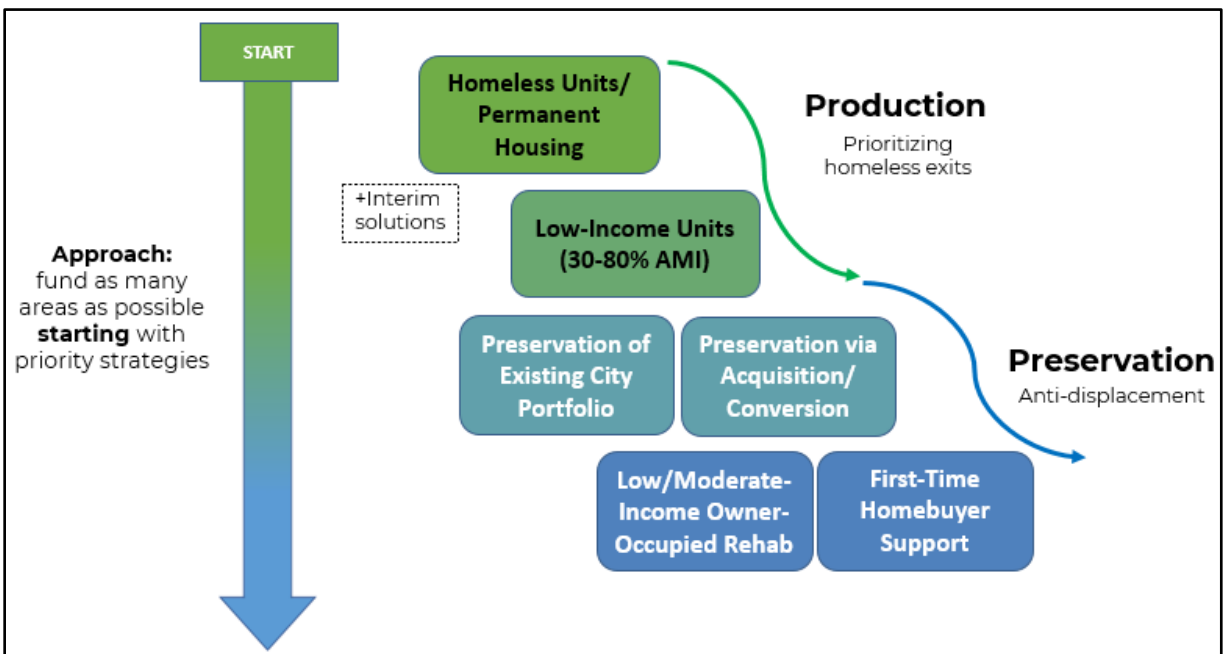 START
Homeless Units/
Permanent
Housing
Production
Prioritizing
homeless exits
+Interim
solutions
Low-Income Units
(30-80% AMI)
Approach:
fund as many
areas as possible
starting with
priority strategies
Preservation of
Existing City
Portfolio
Preservation via
Acquisition/
Conversion
Preservation
Anti-displacement
Low/Moderate-
Income Owner-
Occupied Rehab
First-Time
Homebuyer
Support